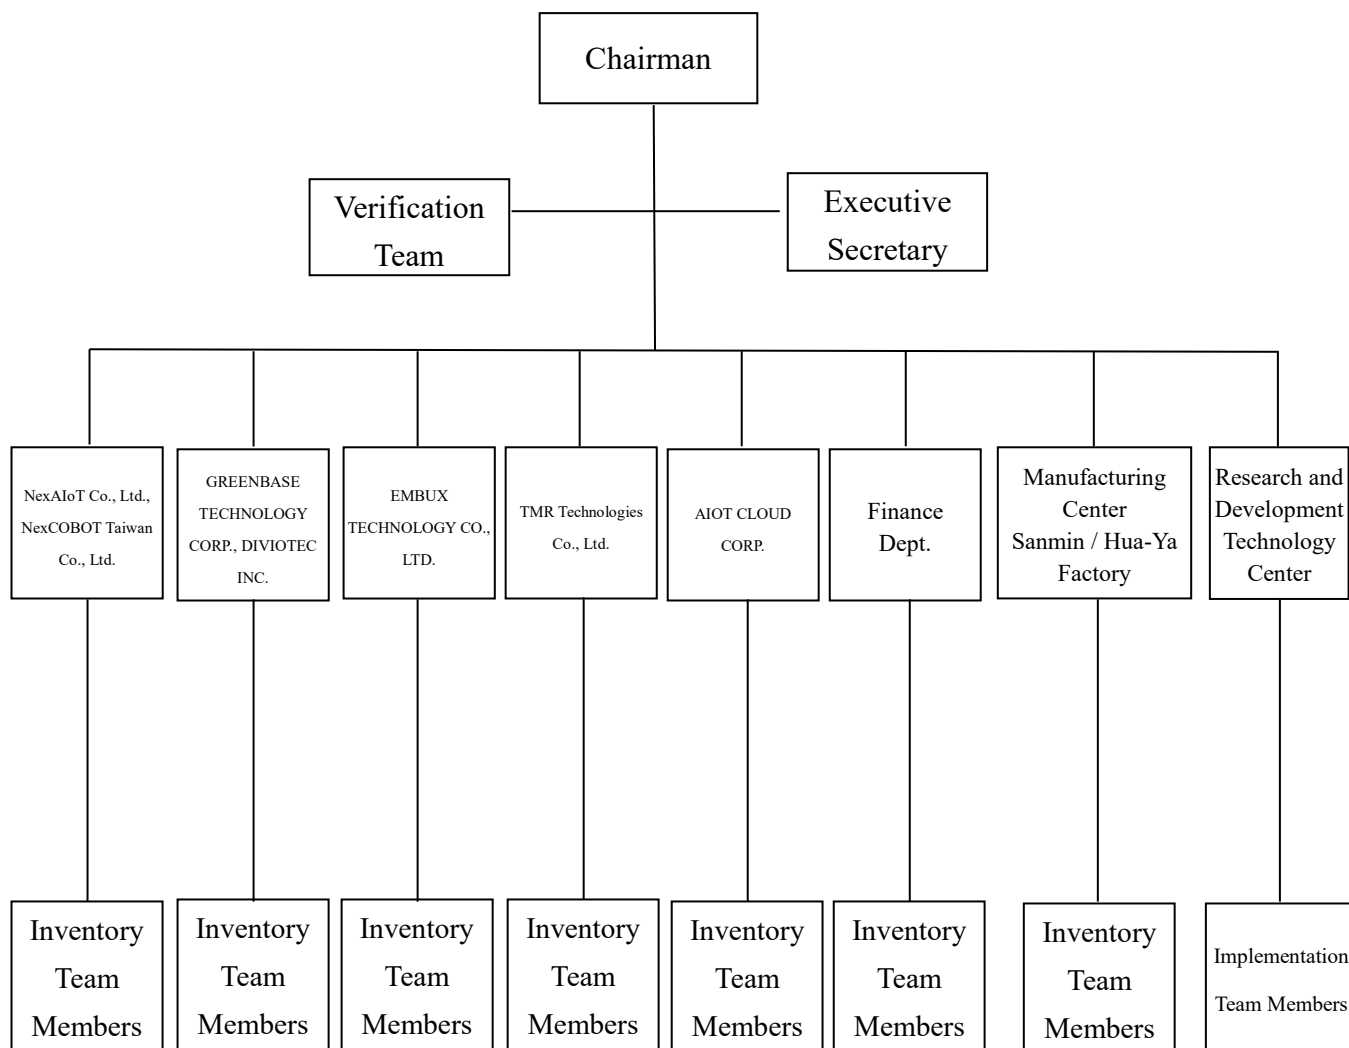 Chairman
Verification
Team
Executive
Secretary
NexAIoT Co., Ltd.,
NexCOBOT Taiwan
Co., Ltd.
GREENBASE
TECHNOLOGY
CORP., DIVIOTEC
INC.
EMBUX
TECHNOLOGY CO.,
LTD.
TMR Technologies
Co., Ltd.
AIOT CLOUD
CORP.
Finance
Dept.
Manufacturing
Center
Sanmin / Hua-Ya
Factory
Research and
Development
Technology
Center
Inventory
Team
Members
Inventory
Team
Members
Inventory
Team
Members
Inventory
Team
Members
Inventory
Team
Members
Inventory
Team
Members
Inventory
Team
Members
Implementation
Team Members